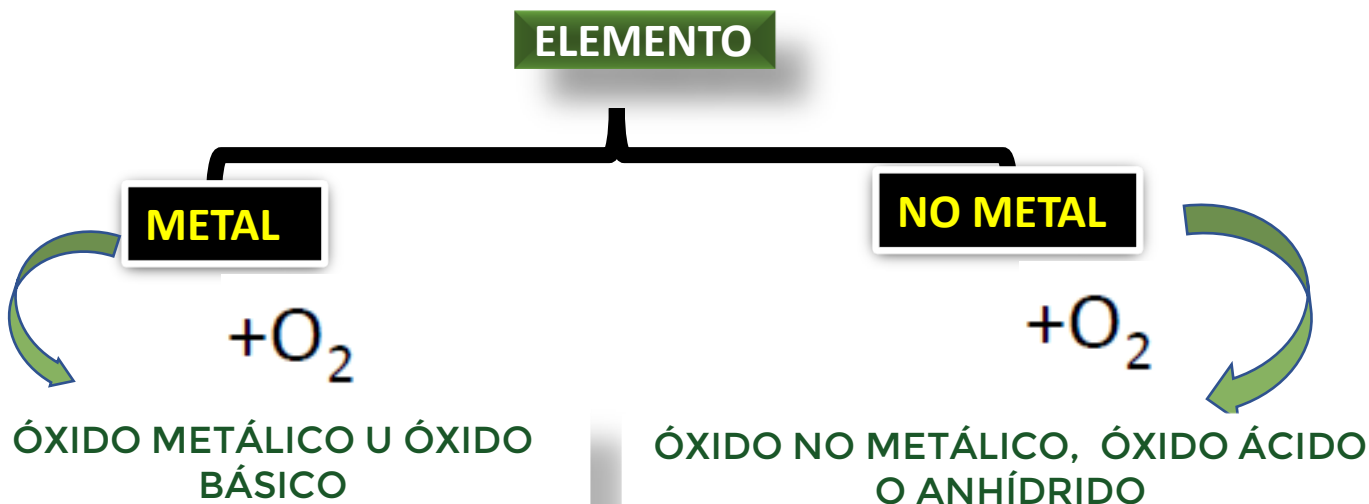 ELEMENTO
METAL
NO METAL
+O₂
+O₂
ÓXIDO METÁLICO U ÓXIDO
BÁSICO
ÓXIDO NO METÁLICO, ÓXIDO ÁCIDO
O ANHÍDRIDO